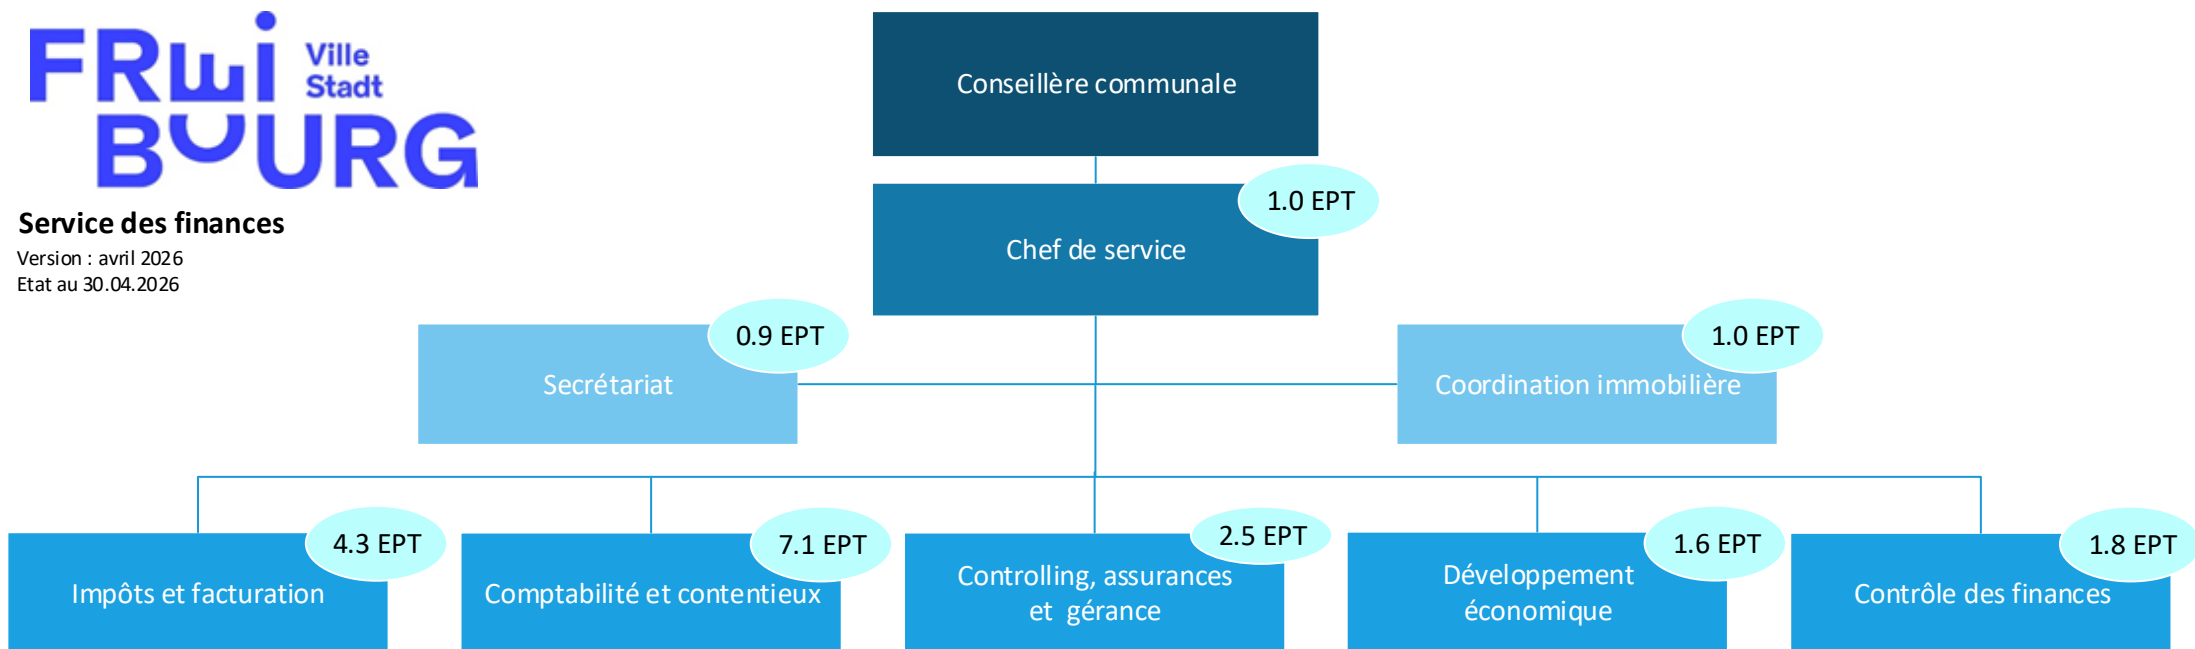 FREi
Ville
Stadt
BOURG
Service des finances
Version : avril 2026
Etat au 30.04.2026
Conseillère communale
1.0 EPT
Chef de service
0.9 EPT
Secrétariat
1.0 EPT
Coordination immobilière
4.3 EPT
Impôts et facturation
7.1 EPT
Comptabilité et contentieux
2.5 EPT
Controlling, assurances
et gérance
1.6 EPT
Développement
économique
1.8 EPT
Contrôle des finances